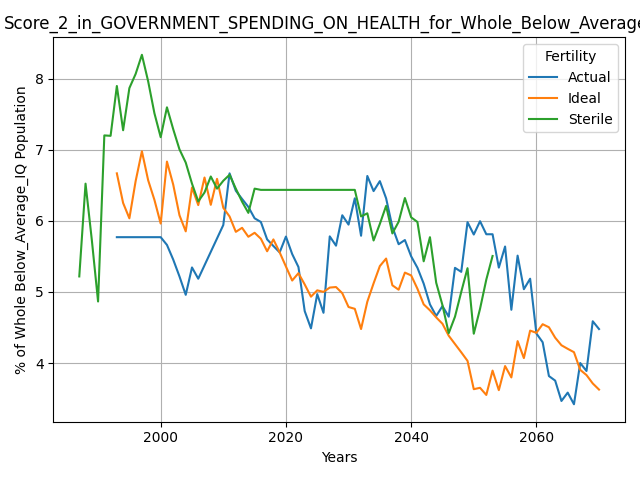 Score_2_in_GOVERNMENT_SPENDING_ON_HEALTH_for_Whole_Below_Average
Fertility
Actual
Ideal
Sterile
% of Whole Below_Average_IQ Population
8
7
6
5
4
2000 2020 2040 2060
Years